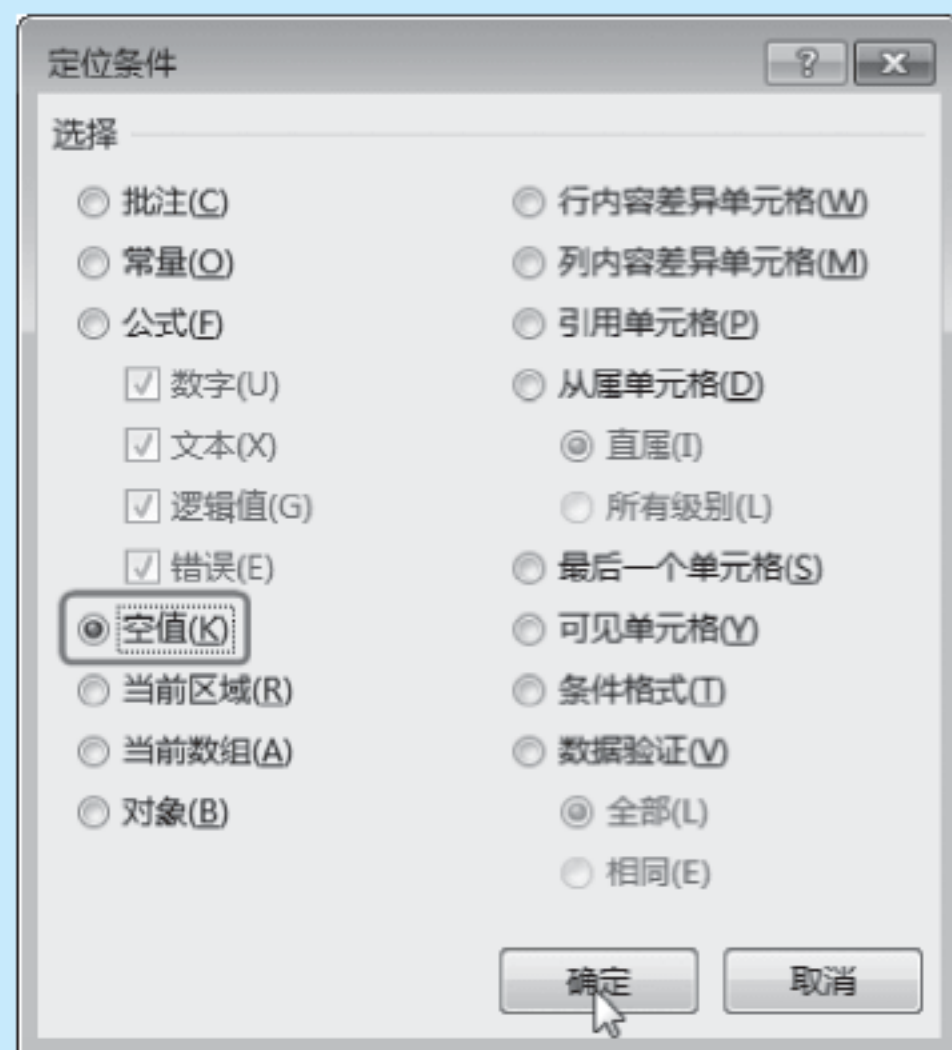 定位条件
选择
批注(C)
常量(O)
公式(F)
数字(U)
文本(X)
逻辑值(G)
错误(E)
空值(K)
当前区域(R)
当前数组(A)
对象(B)
行内容差异单元格(W)
列内容差异单元格(M)
引用单元格(P)
从属单元格(D)
直属(I)
所有级别(L)
最后一个单元格(S)
可见单元格(Y)
条件格式(T)
数据验证(V)
全部(L)
相同(E)
确定
取消